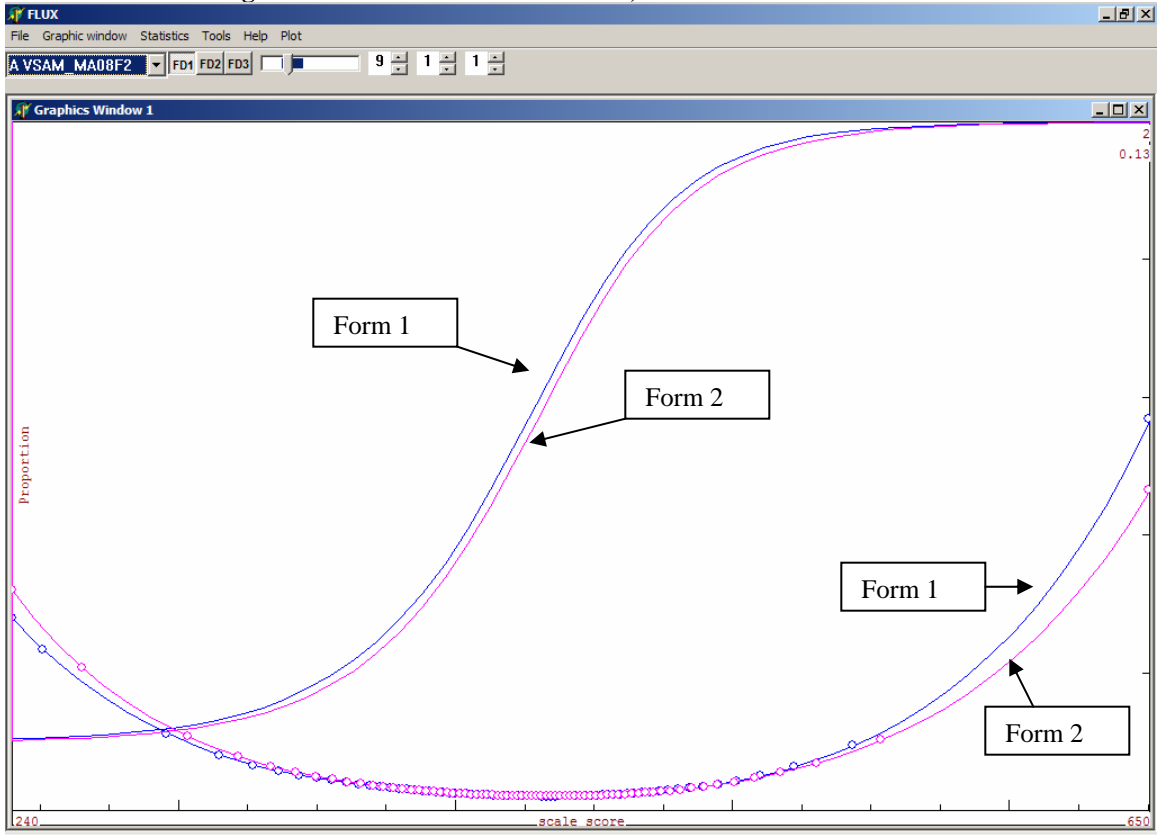 FLUX
File Graphic window Statistics Tools Help Plot
A VSAM_MA08F2 FD1 FD2 FD3 9 1 1
Graphics Window 1
2
0.13
Form 1
Form 2
Proportion
Form 1
Form 2
240 scale score 650